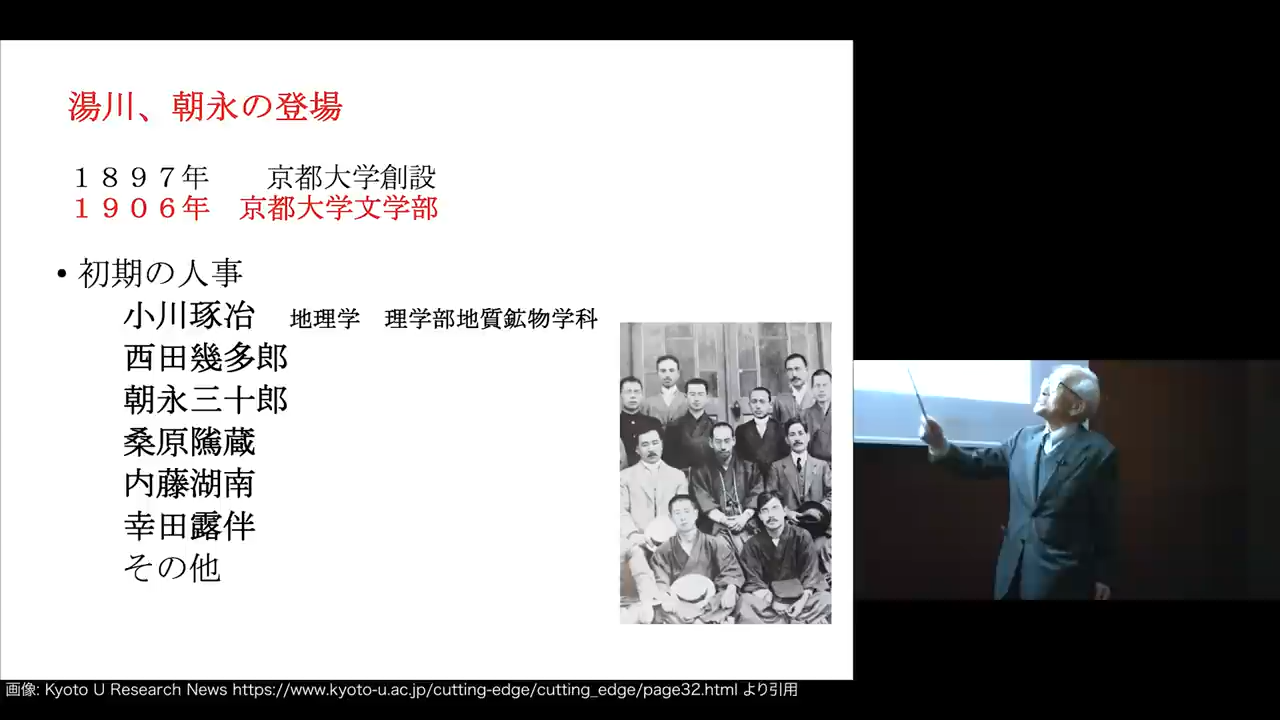 湯川、朝永の登場
１８９７年　　京都大学創設
１９０６年　京都大学文学部
• 初期の人事
小川琢冶　地理学　理学部地質鉱物学科
西田幾多郎
朝永三十郎
桑原隲蔵
内藤湖南
幸田露伴
その他
画像: Kyoto U Research News https://www.kyoto-u.ac.jp/cutting-edge/cutting_edge/page32.html より引用